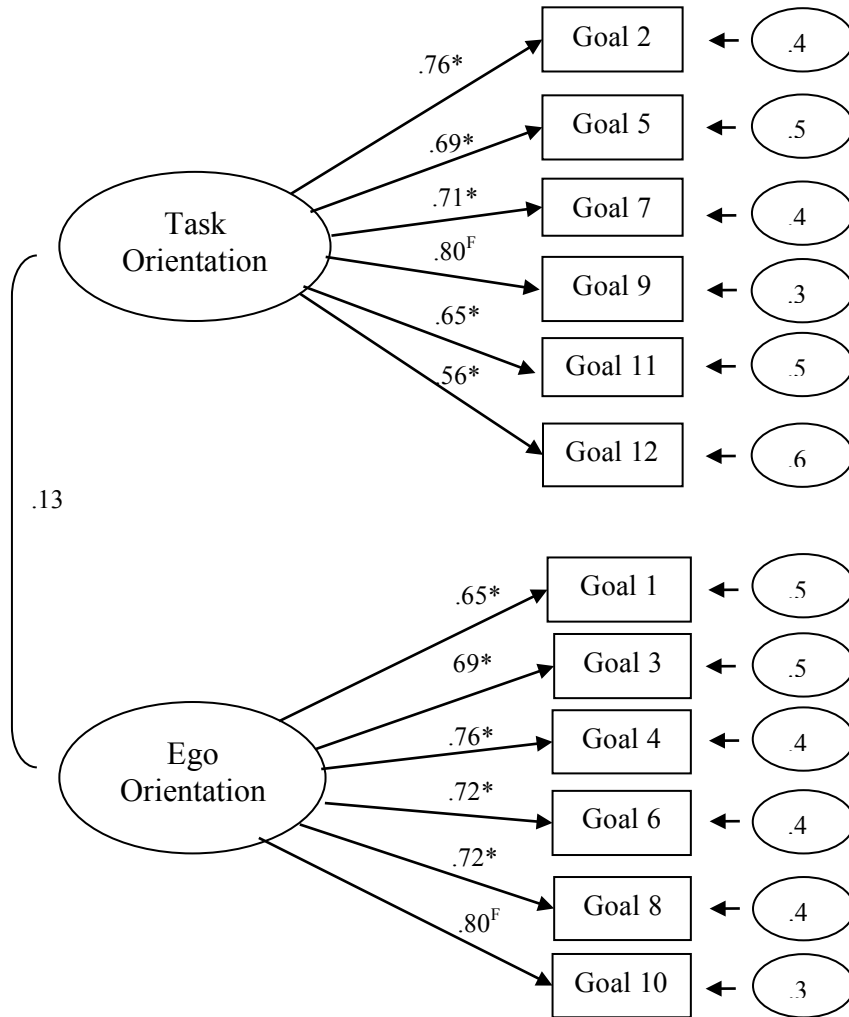 .76*
Goal 2
.4
.69*
Goal 5
.5
Task
Orientation
.71*
Goal 7
.4
.80F
Goal 9
.3
.65*
Goal 11
.5
.56*
Goal 12
.6
.13
.65*
Goal 1
.5
69*
Goal 3
.5
Ego
Orientation
.76*
Goal 4
.4
.72*
Goal 6
.4
.72*
Goal 8
.4
.80F
Goal 10
.3